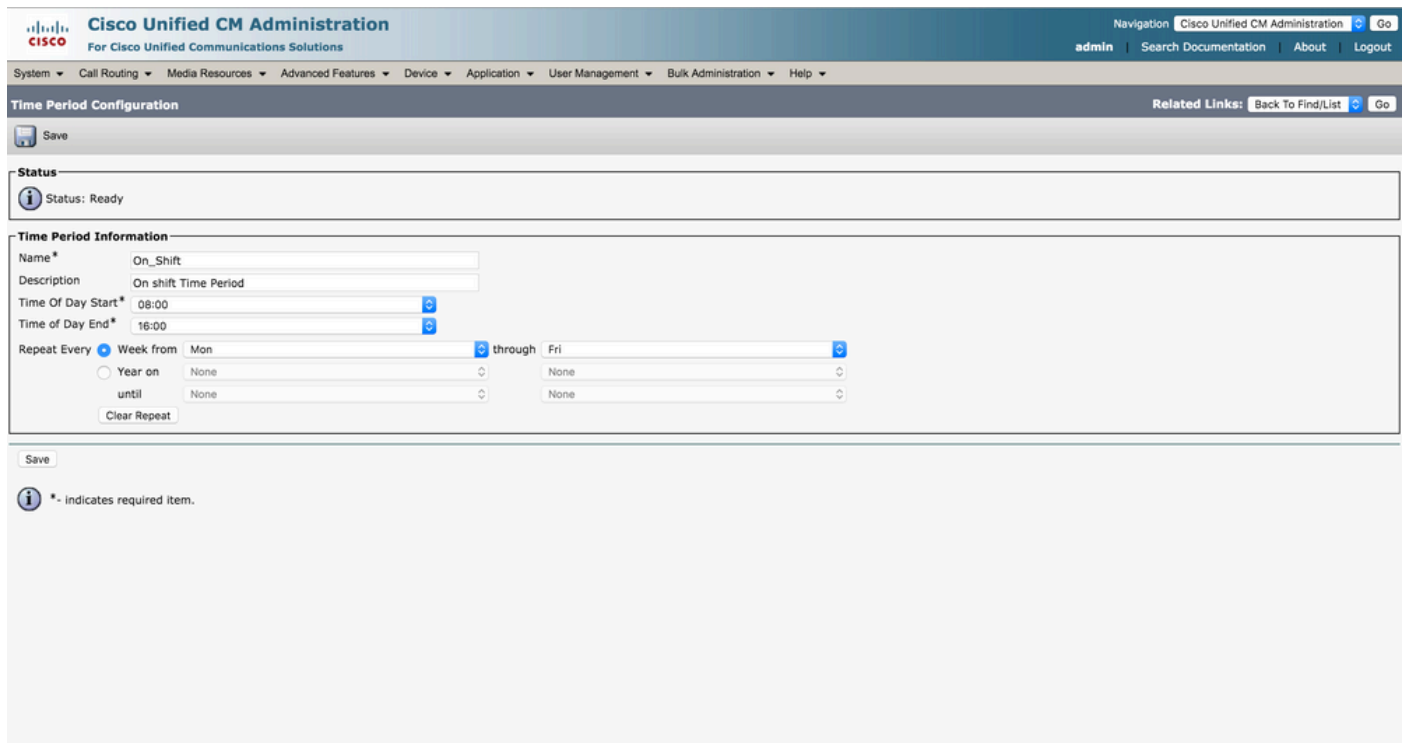 Cisco Unified CM Administration
Navigation Cisco Unified CM Administration Go
CISCO For Cisco Unified Communications Solutions
admin | Search Documentation | About | Logout
System Call Routing Media Resources Advanced Features Device Application User Management Bulk Administration Help
Time Period Configuration Related Links: Back To Find/List Go
Save
Status
Status: Ready
Time Period Information
Name* On_Shift
Description On shift Time Period
Time Of Day Start* 08:00
Time of Day End* 16:00
Repeat Every Week from Mon through Fri
Year on None None
until None None
Clear Repeat
Save
*- indicates required item.